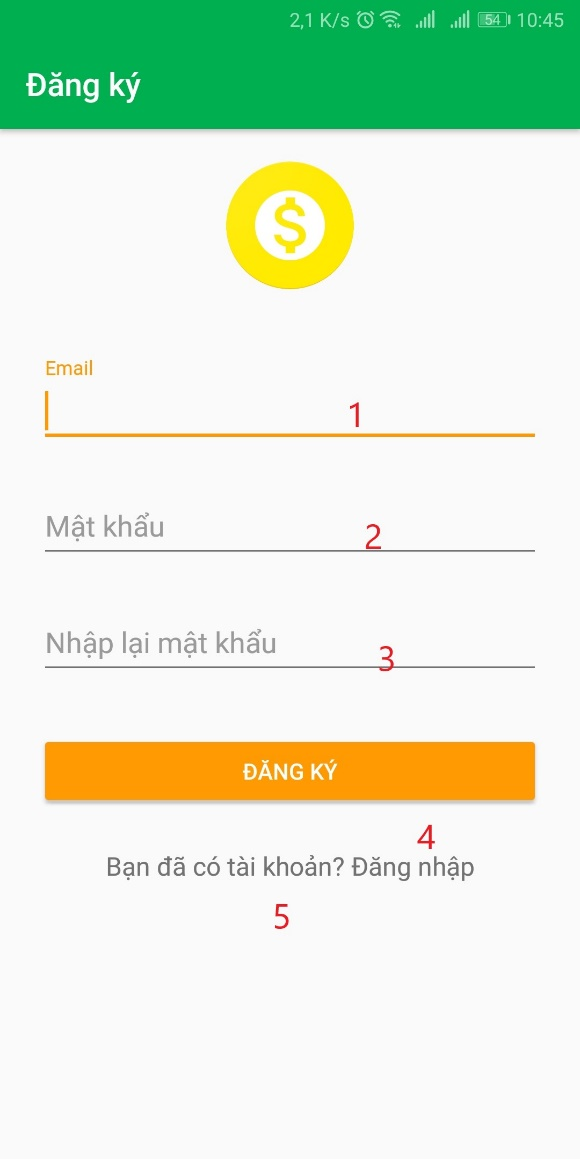 2,1 K/s 54 10:45
Đăng ký
$
Email
1
Mật khẩu
2
Nhập lại mật khẩu
3
ĐĂNG KÝ
4
Bạn đã có tài khoản? Đăng nhập
5